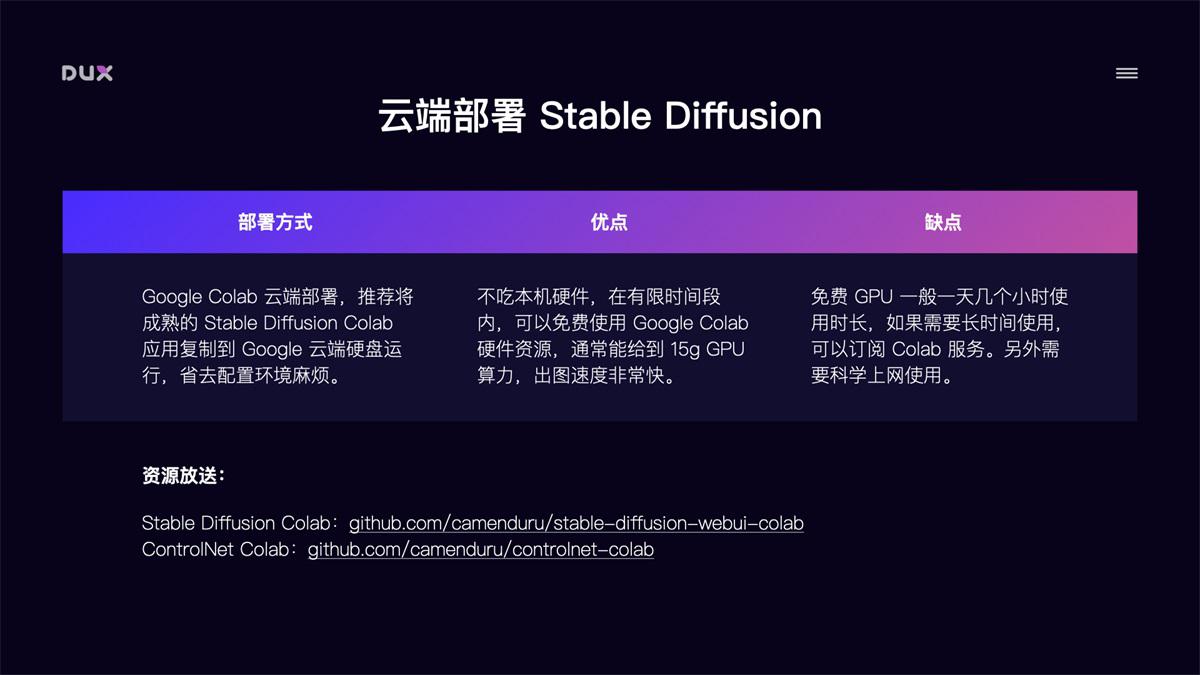 DUX
云端部署 Stable Diffusion
部署方式
优点
缺点
Google Colab 云端部署，推荐将
成熟的 Stable Diffusion Colab
应用复制到 Google 云端硬盘运
行，省去配置环境麻烦。
不吃本机硬件，在有限时间段
内，可以免费使用 Google Colab
硬件资源，通常能给到 15g GPU
算力，出图速度非常快。
免费 GPU 一般一天几个小时使
用时长，如果需要长时间使用，
可以订阅 Colab 服务。另外需
要科学上网使用。
资源放送：
Stable Diffusion Colab：github.com/camenduru/stable-diffusion-webui-colab
ControlNet Colab：github.com/camenduru/controlnet-colab